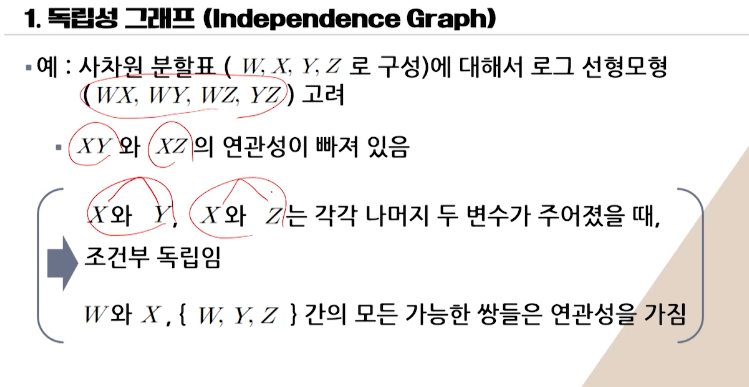 1. 독립성 그래프 (Independence Graph)
▪예 : 사차원 분할표 ( W, X, Y, Z 로 구성)에 대해서 로그 선형모형
(WX, WY, WZ, YZ) 고려
▪ XY 와 XZ 의 연관성이 빠져 있음
X와 Y, X와 Z는 각각 나머지 두 변수가 주어졌을 때,
조건부 독립임
W와 X, { W, Y, Z } 간의 모든 가능한 쌍들은 연관성을 가짐